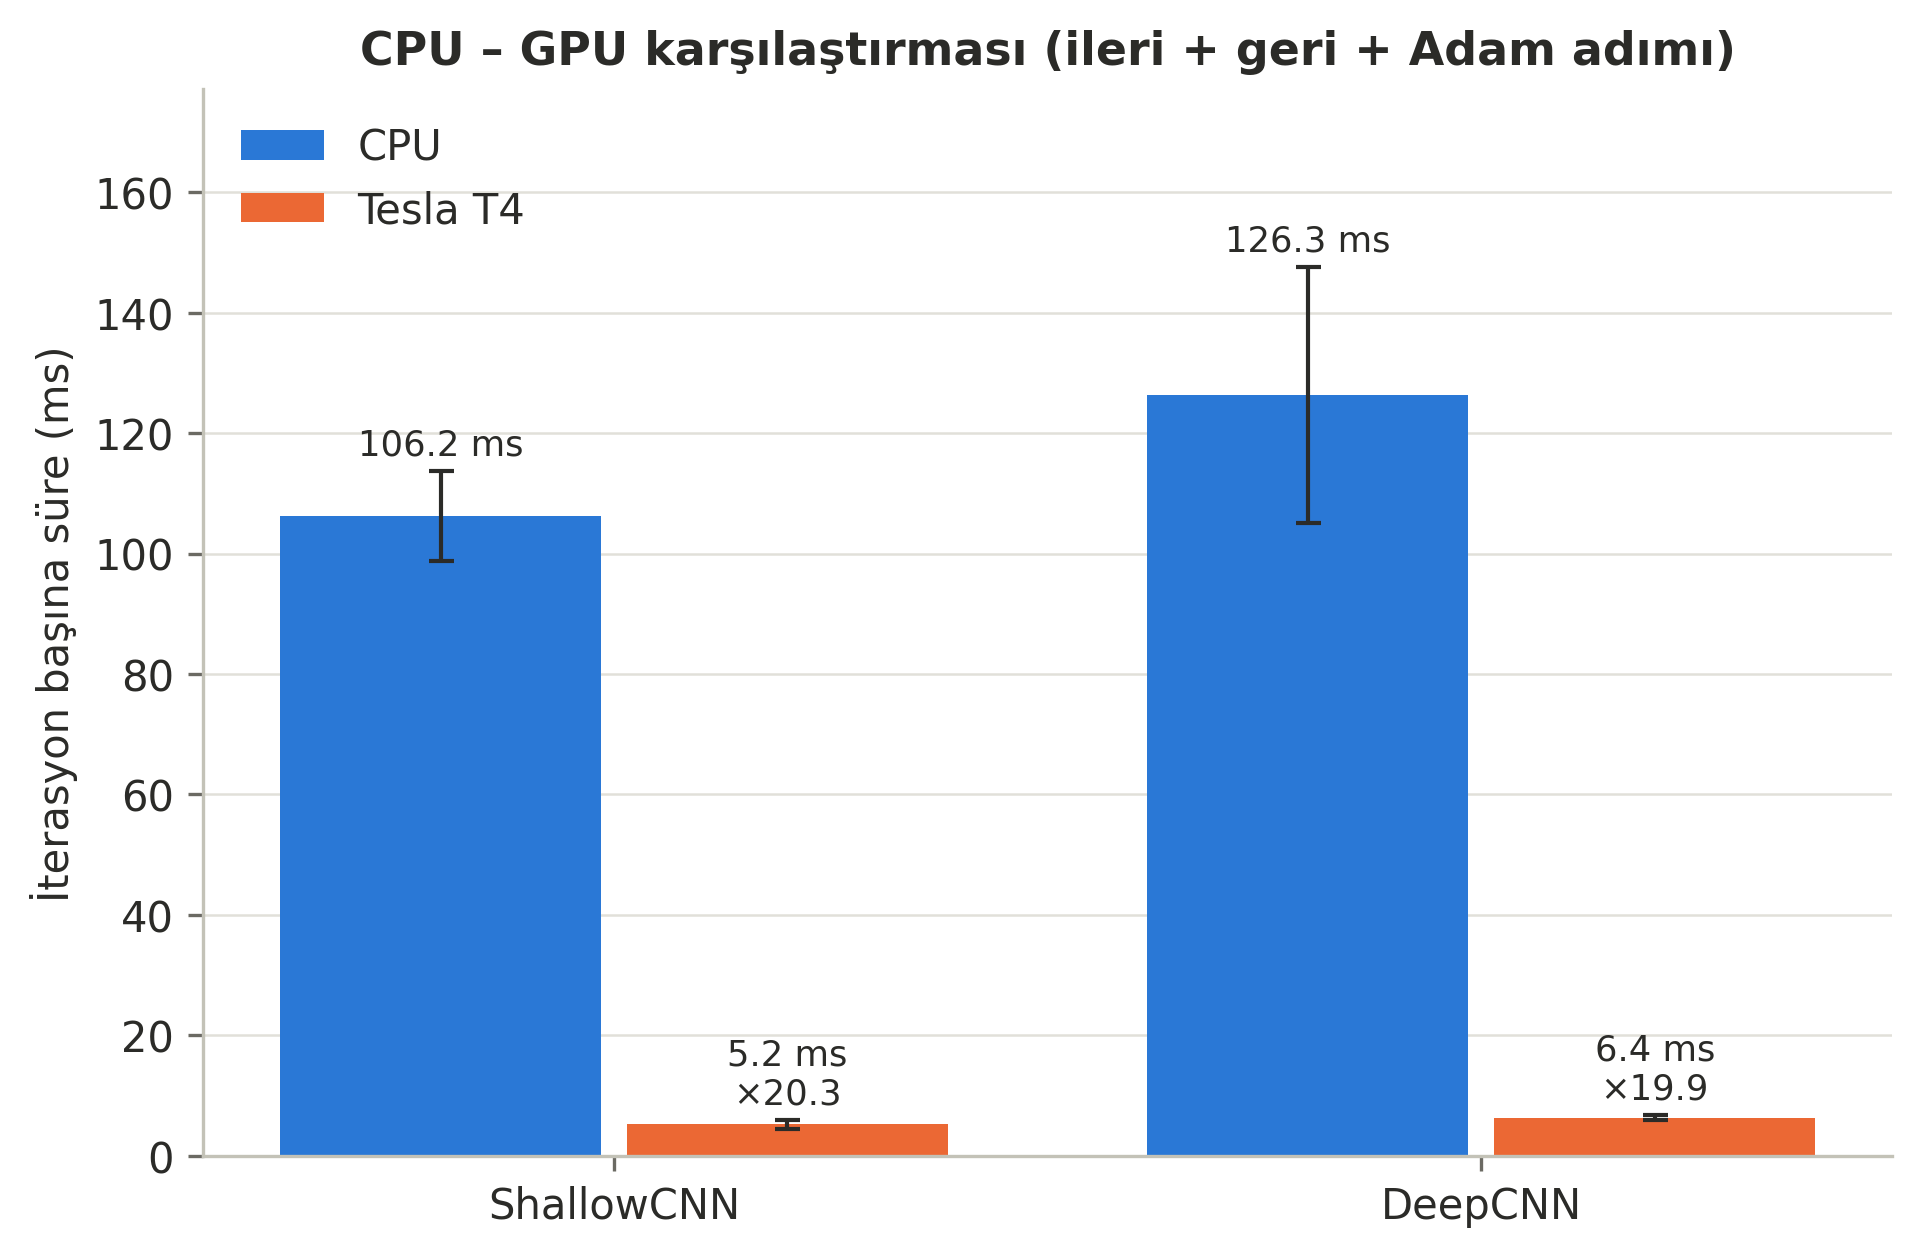 CPU – GPU karşılaştırması (ileri + geri + Adam adımı)
CPU
Tesla T4
İterasyon başına süre (ms)
160
140
120
100
80
60
40
20
0
106.2 ms
5.2 ms
×20.3
126.3 ms
6.4 ms
×19.9
ShallowCNN
DeepCNN